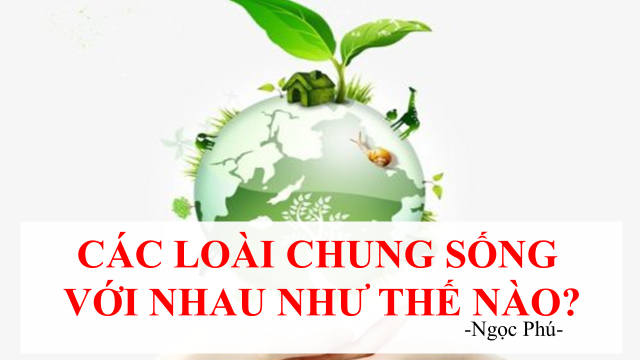 CÁC LOÀI CHUNG SỐNG
VỚI NHAU NHƯ THẾ NÀO?
-Ngọc Phú-